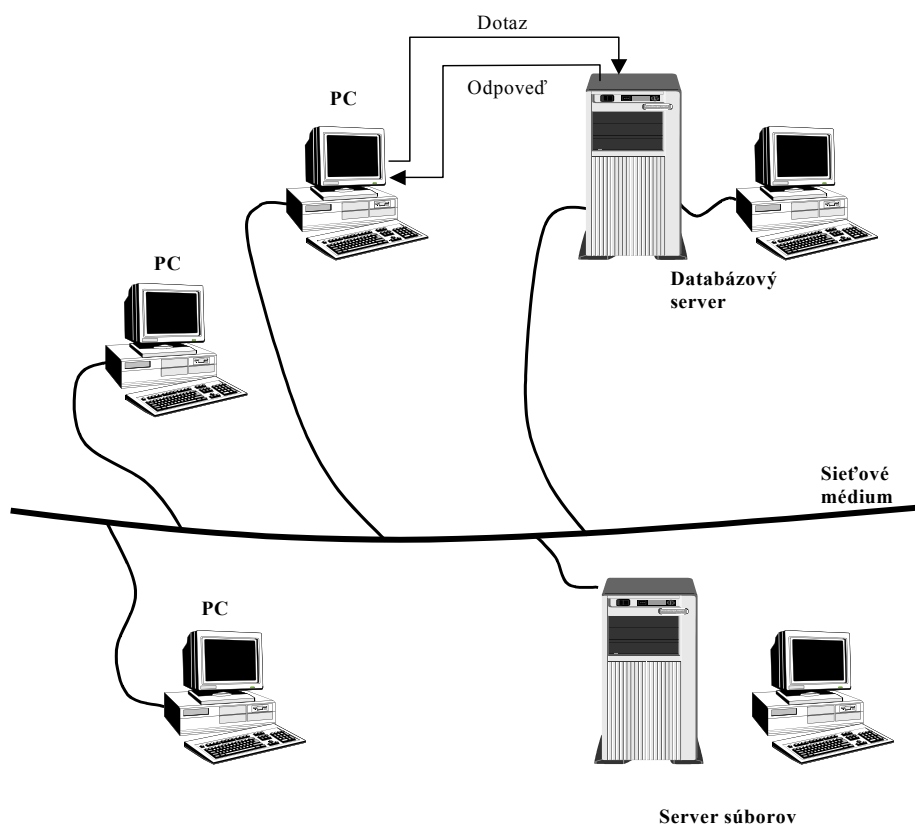 Dotaz
Odpoveď
PC
PC
Databázový
server
Sieťové
médium
PC
Server súborov